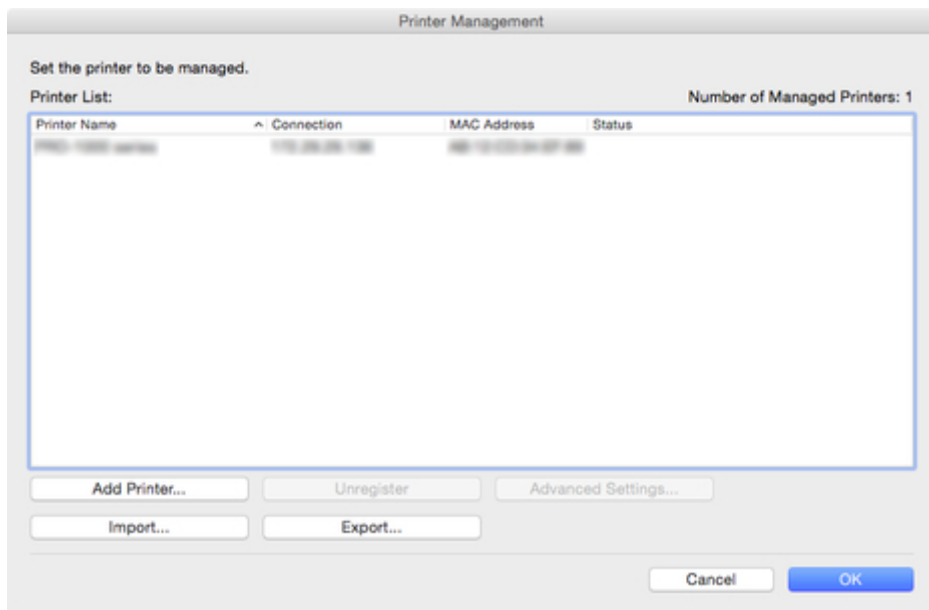 Printer Management
Set the printer to be managed.
Printer List: Number of Managed Printers: 1
Printer Name Connection MAC Address Status
Add Printer... Unregister Advanced Settings...
Import... Export...
Cancel OK